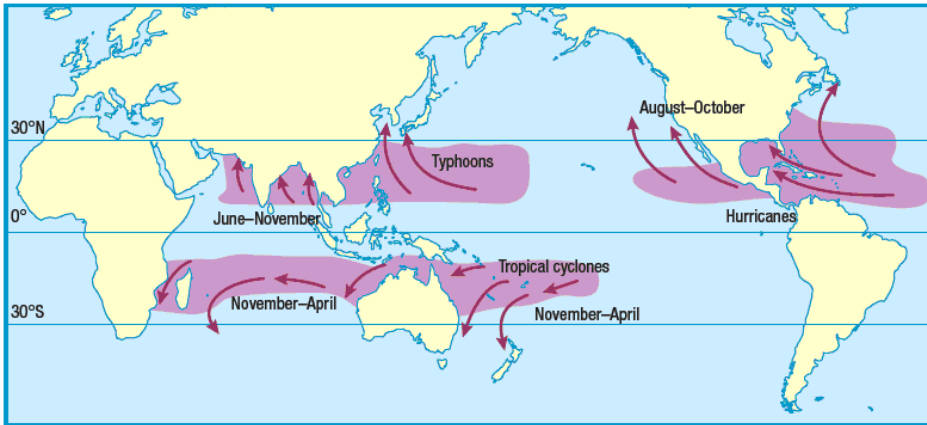 August–October
30°N
Typhoons
0°
June–November
Hurricanes
Tropical cyclones
November–April
November–April
30°S